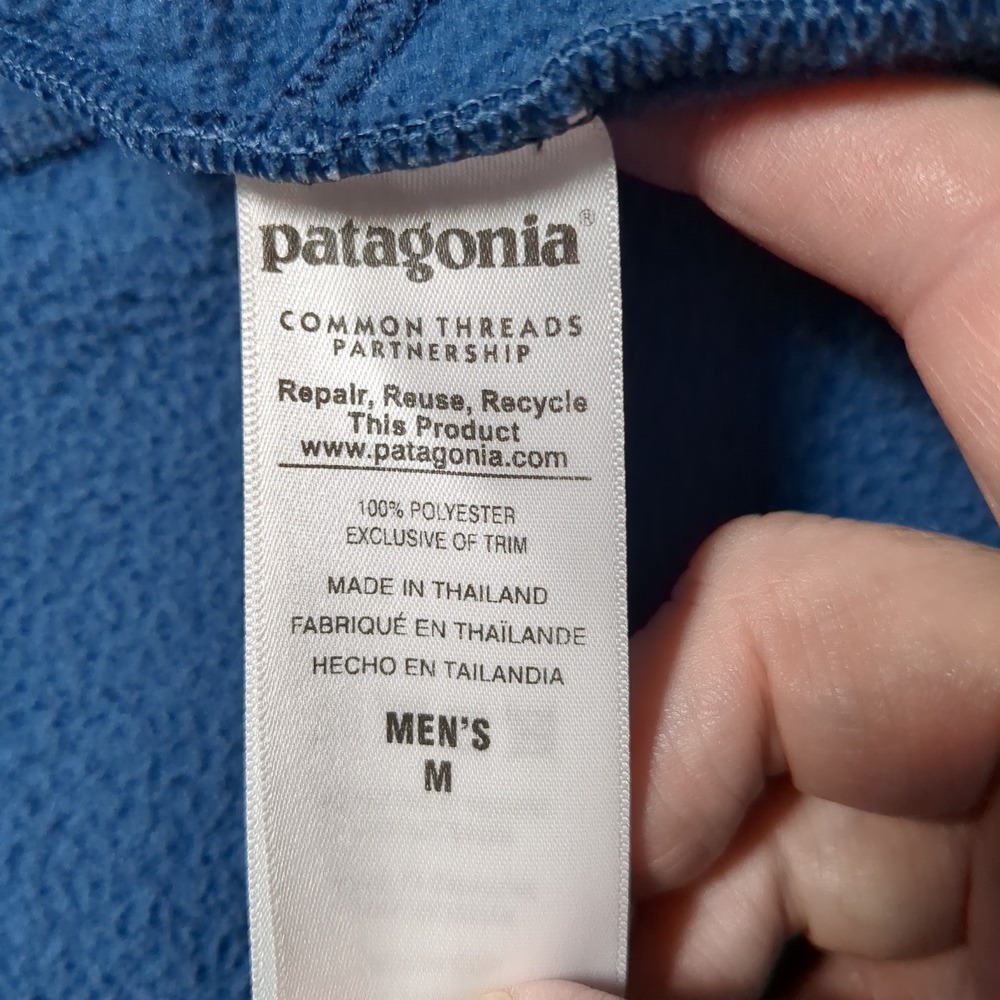 patagonia®
COMMON THREADS
PARTNERSHIP
Repair, Reuse, Recycle
This Product
www.patagonia.com
100% POLYESTER
EXCLUSIVE OF TRIM
MADE IN THAILAND
FABRIQUÉ EN THAÏLANDE
HECHO EN TAILANDIA
MEN'S
M